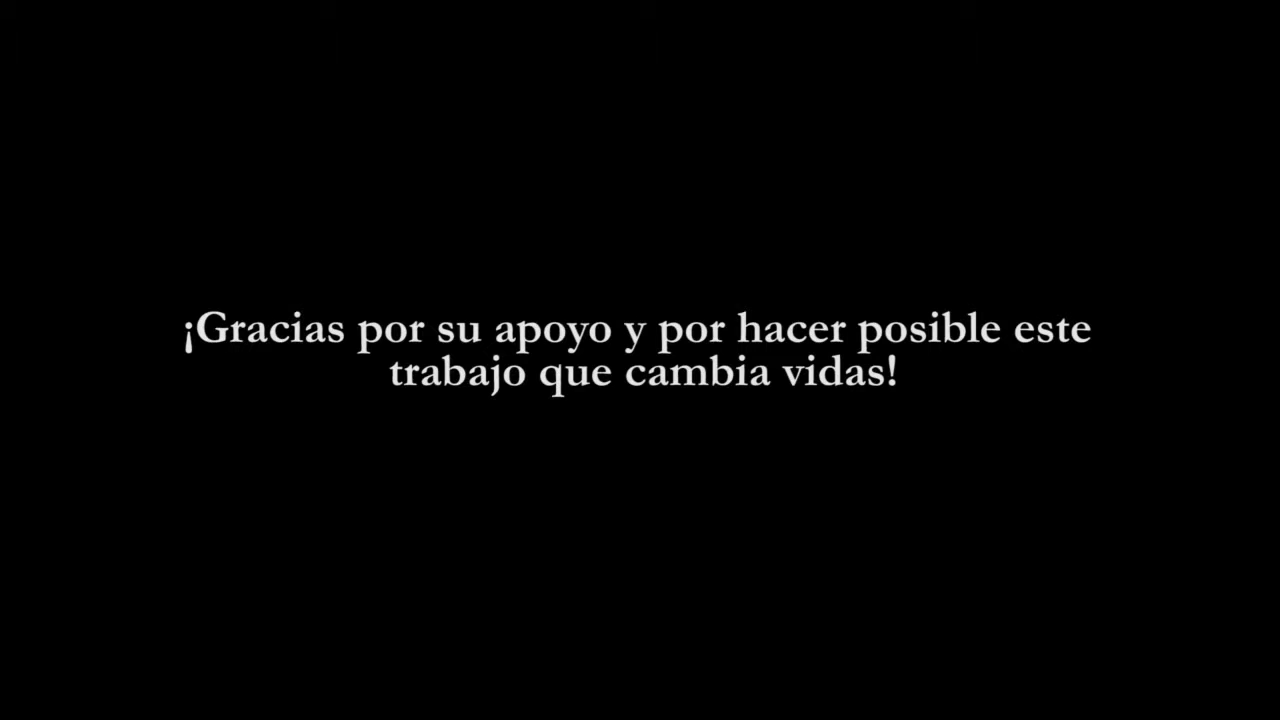 ¡Gracias por su apoyo y por hacer posible este
trabajo que cambia vidas!